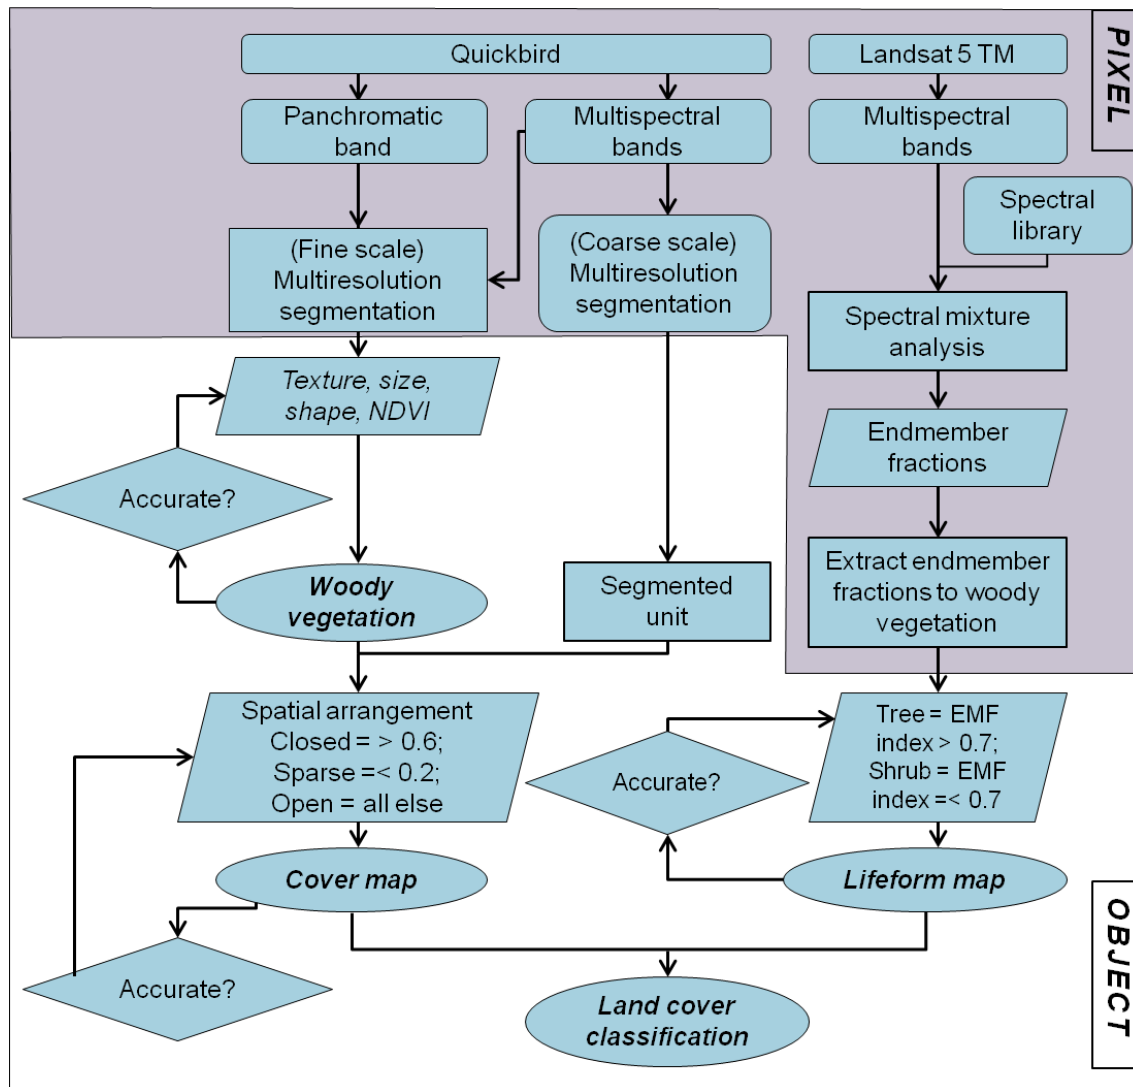 Quickbird
Landsat 5 TM
PIXEL
Panchromatic
band
Multispectral
bands
Multispectral
bands
Spectral
library
(Fine scale)
Multiresolution
segmentation
(Coarse scale)
Multiresolution
segmentation
Spectral mixture
analysis
Texture, size,
shape, NDVI
Endmember
fractions
Accurate?
Woody
vegetation
Segmented
unit
Extract endmember
fractions to woody
vegetation
Spatial arrangement
Closed = > 0.6;
Sparse =< 0.2;
Open = all else
Accurate?
Tree = EMF
index > 0.7;
Shrub = EMF
index =< 0.7
Cover map
Lifeform map
OBJECT
Accurate?
Land cover
classification